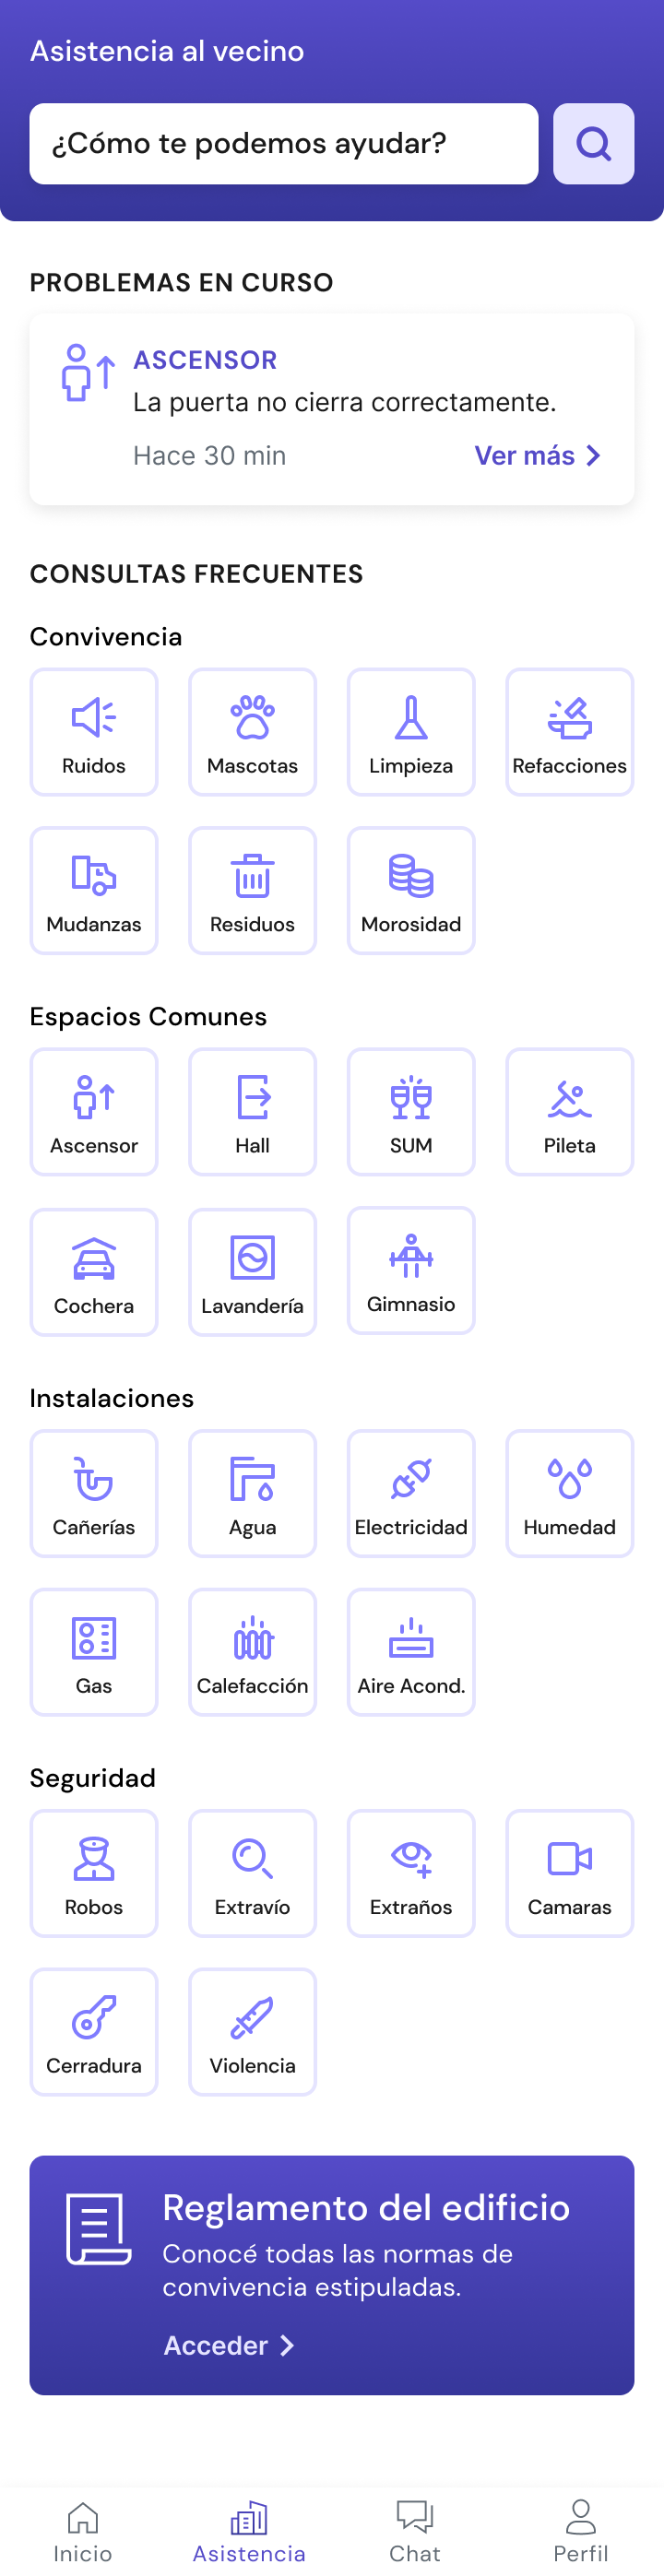 Asistencia al vecino
¿Cómo te podemos ayudar?
PROBLEMAS EN CURSO
ASCENSOR
La puerta no cierra correctamente.
Hace 30 min
Ver más
CONSULTAS FRECUENTES
Convivencia
Ruidos
Mascotas
Limpieza
Refacciones
Mudanzas
Residuos
Morosidad
Espacios Comunes
Ascensor
Hall
SUM
Pileta
Cochera
Lavandería
Gimnasio
Instalaciones
Cañerías
Agua
Electricidad
Humedad
Gas
Calefacción
Aire Acond.
Seguridad
Robos
Extravío
Extraños
Camaras
Cerradura
Violencia
Reglamento del edificio
Conocé todas las normas de
convivencia estipuladas.
Acceder
Inicio
Asistencia
Chat
Perfil